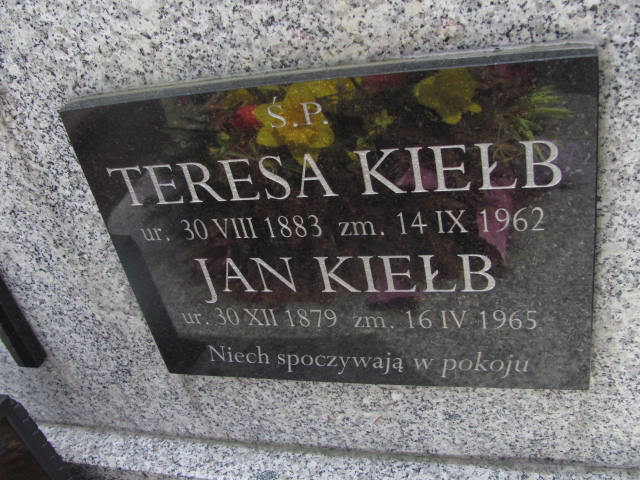 Ś.P.
TERESA KIEŁB
ur. 30 VIII 1883 zm. 14 IX 1962
JAN KIEŁB
ur. 30 XII 1879 zm. 16 IV 1965
Niech spoczywają w pokoju